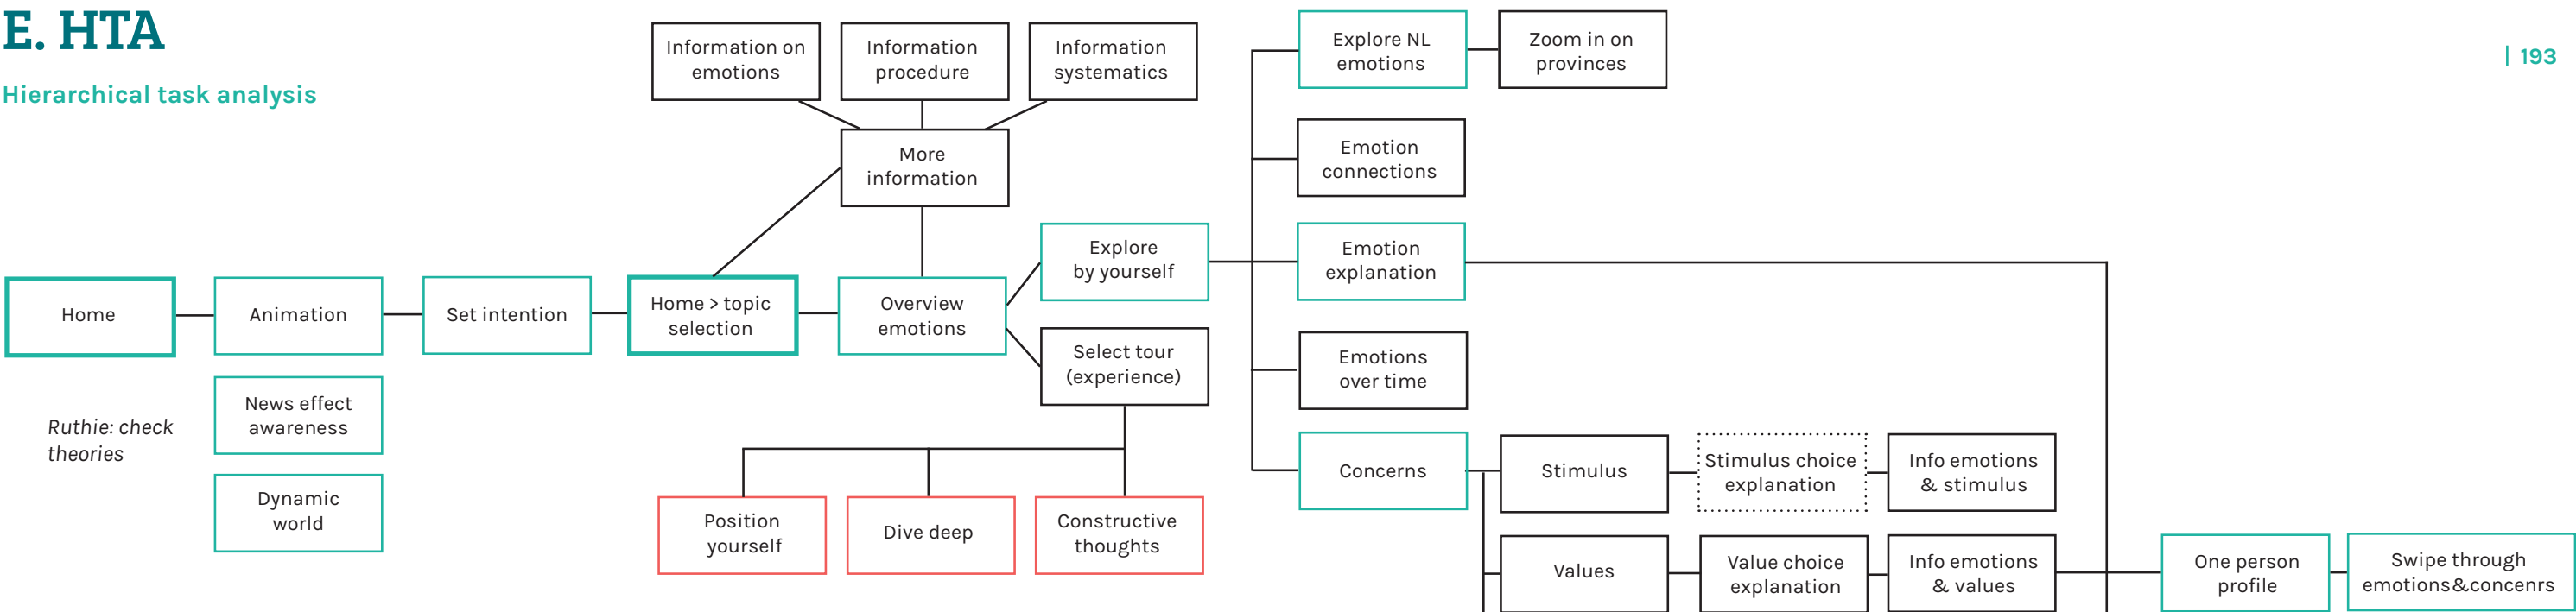 E. HTA
Hierarchical task analysis
| 193
Information on
emotions
Information
procedure
Information
systematics
More
information
Explore NL
emotions
Zoom in on
provinces
Emotion
connections
Explore
by yourself
Emotion
explanation
Home
Animation
Set intention
Home > topic
selection
Overview
emotions
Select tour
(experience)
Emotions
over time
News effect
awareness
Ruthie: check
theories
Dynamic
world
Position
yourself
Dive deep
Constructive
thoughts
Concerns
Stimulus
Stimulus choice
explanation
Info emotions
& stimulus
Values
Value choice
explanation
Info emotions
& values
One person
profile
Swipe through
emotions&concenrs